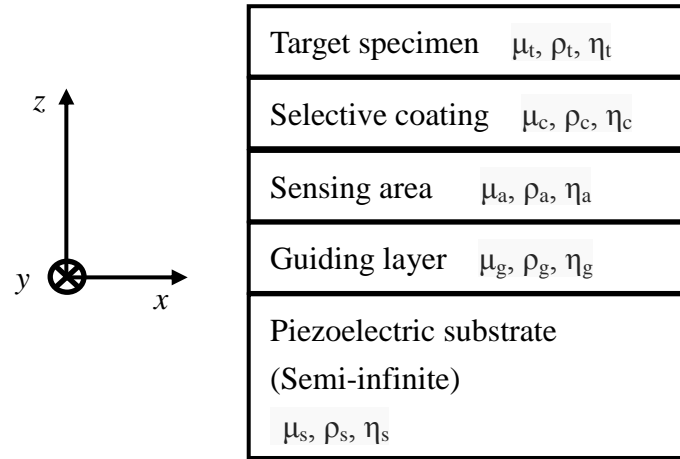 Target specimen μt, ρt, ηt
z
Selective coating μc, ρc, ηc
Sensing area μa, ρa, ηa
Guiding layer μg, ρg, ηg
y
x
Piezoelectric substrate
(Semi-infinite)
μs, ρs, ηs